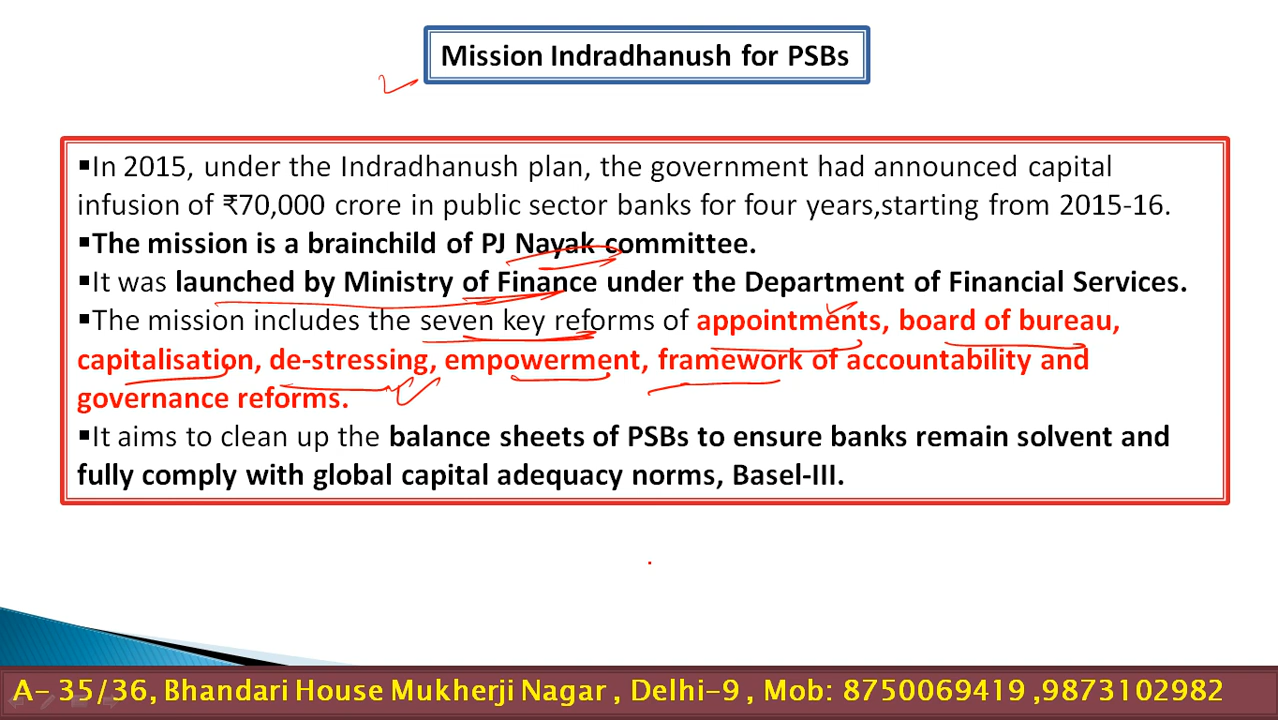 Mission Indradhanush for PSBs
▪In 2015, under the Indradhanush plan, the government had announced capital
infusion of ₹70,000 crore in public sector banks for four years,starting from 2015-16.
▪The mission is a brainchild of PJ Nayak committee.
▪It was launched by Ministry of Finance under the Department of Financial Services.
▪The mission includes the seven key reforms of appointments, board of bureau,
capitalisation, de-stressing, empowerment, framework of accountability and
governance reforms.
▪It aims to clean up the balance sheets of PSBs to ensure banks remain solvent and
fully comply with global capital adequacy norms, Basel-III.
A- 35/36, Bhandari House Mukherji Nagar , Delhi-9 , Mob: 8750069419 ,9873102982